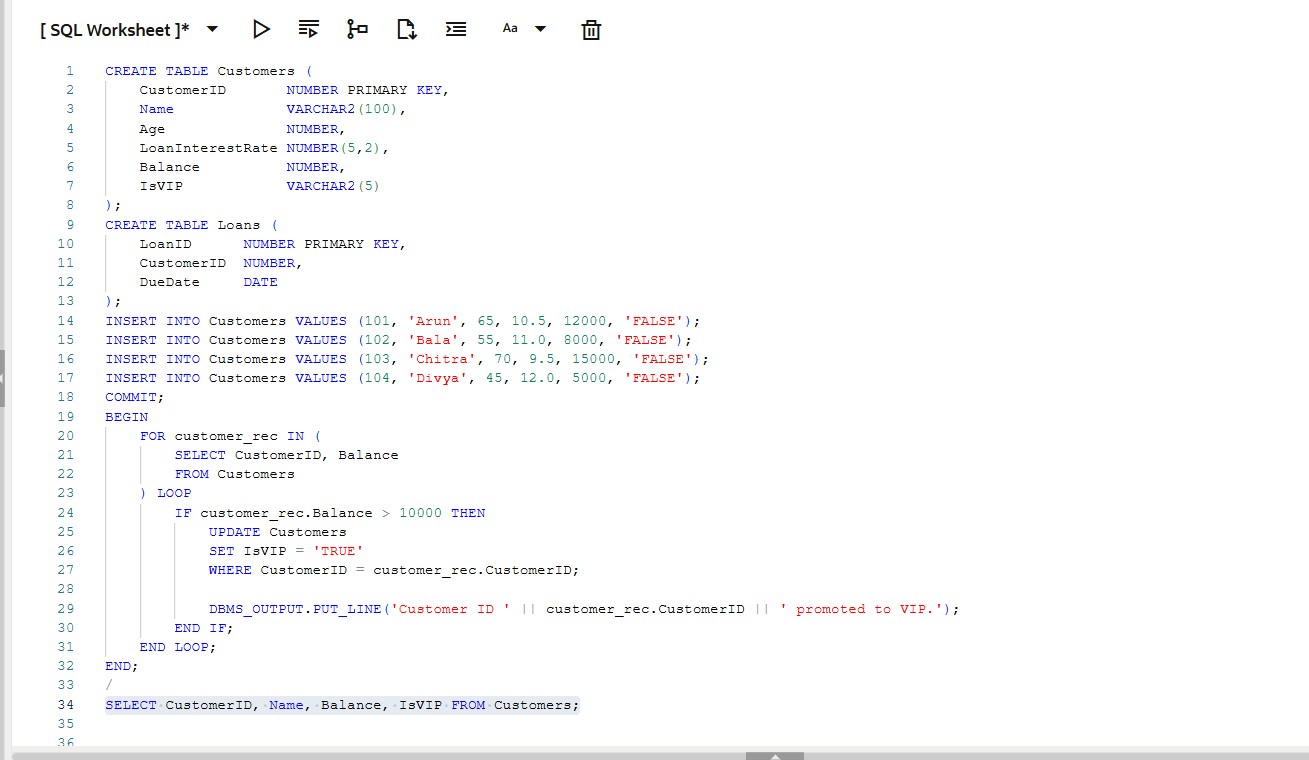 [ SQL Worksheet ]*
Aa
1 CREATE TABLE Customers (
2 CustomerID NUMBER PRIMARY KEY,
3 Name VARCHAR2(100),
4 Age NUMBER,
5 LoanInterestRate NUMBER(5,2),
6 Balance NUMBER,
7 IsVIP VARCHAR2(5)
8 );
9 CREATE TABLE Loans (
10 LoanID NUMBER PRIMARY KEY,
11 CustomerID NUMBER,
12 DueDate DATE
13 );
14 INSERT INTO Customers VALUES (101, 'Arun', 65, 10.5, 12000, 'FALSE');
15 INSERT INTO Customers VALUES (102, 'Bala', 55, 11.0, 8000, 'FALSE');
16 INSERT INTO Customers VALUES (103, 'Chitra', 70, 9.5, 15000, 'FALSE');
17 INSERT INTO Customers VALUES (104, 'Divya', 45, 12.0, 5000, 'FALSE');
18 COMMIT;
19 BEGIN
20 FOR customer_rec IN (
21 SELECT CustomerID, Balance
22 FROM Customers
23 ) LOOP
24 IF customer_rec.Balance > 10000 THEN
25 UPDATE Customers
26 SET IsVIP = 'TRUE'
27 WHERE CustomerID = customer_rec.CustomerID;
28
29 DBMS_OUTPUT.PUT_LINE('Customer ID ' || customer_rec.CustomerID || ' promoted to VIP.');
30 END IF;
31 END LOOP;
32 END;
33 /
34 SELECT CustomerID, Name, Balance, IsVIP FROM Customers;
35
36